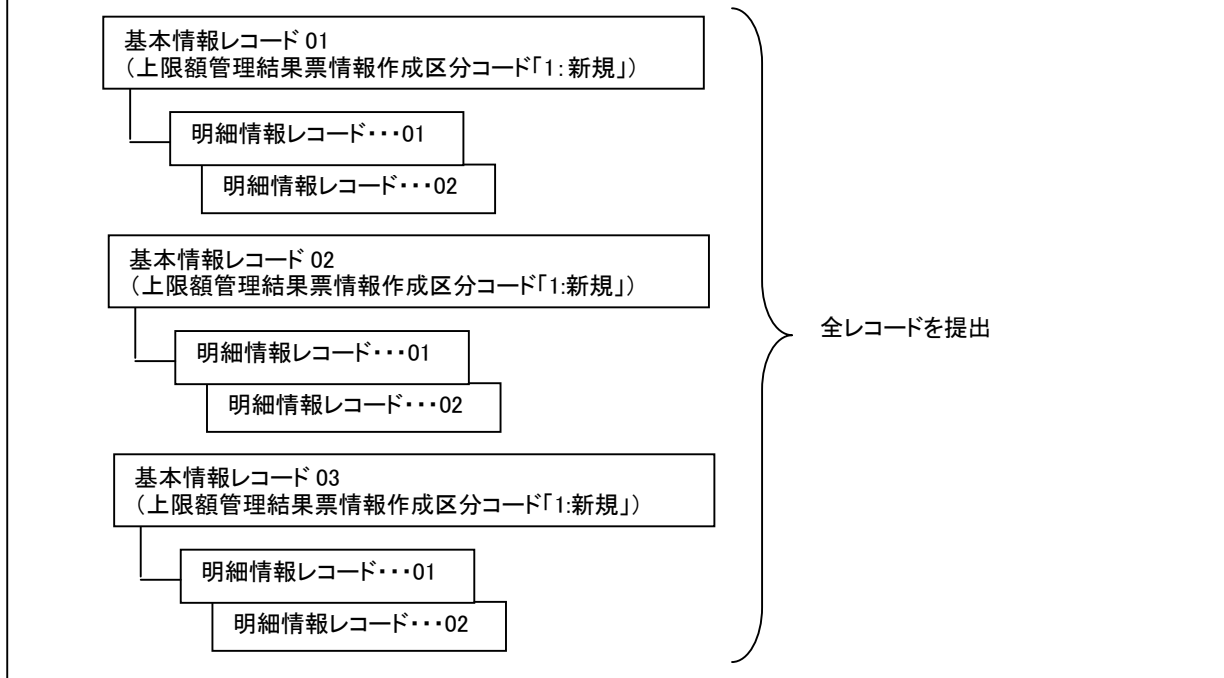 基本情報レコード 01
（上限額管理結果票情報作成区分コード「1：新規」）
明細情報レコード・・・01
明細情報レコード・・・02
基本情報レコード 02
（上限額管理結果票情報作成区分コード「1:新規」）
全レコードを提出
明細情報レコード・・・01
明細情報レコード・・・02
基本情報レコード 03
（上限額管理結果票情報作成区分コード「1:新規」）
明細情報レコード・・・01
明細情報レコード・・・02